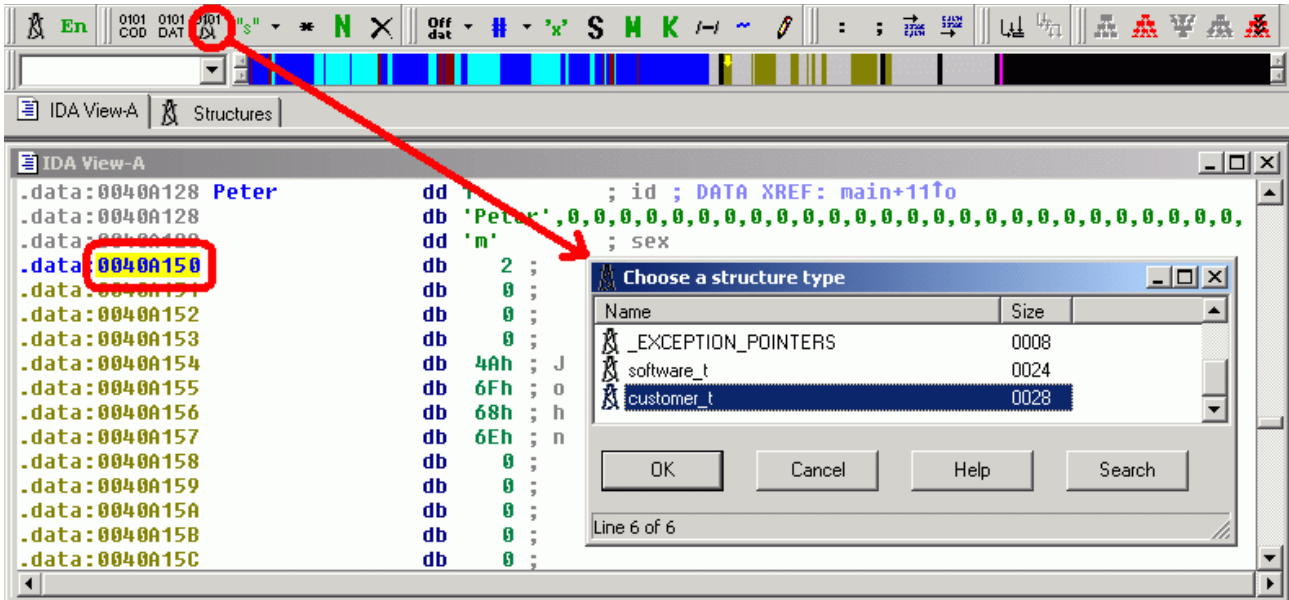 En 0101 COD 0101 DAT 0101 "s" * N Off dat # 'x' S M K /--/ ~ : ;
IDA View-A Structures
IDA View-A
.data:0040A128 Peter dd ; id ; DATA XREF: main+11↑o
.data:0040A128 db 'Peter',0,0,0,0,0,0,0,0,0,0,0,0,0,0,0,0,0,0,0,0,0,0,0,0,0,0,
dd 'm' ; sex
.data:0040A150 db 2 ;
db 0 ;
.data:0040A152 db 0 ;
.data:0040A153 db 0 ;
.data:0040A154 db 4Ah ; J
.data:0040A155 db 6Fh ; o
.data:0040A156 db 68h ; h
.data:0040A157 db 6Eh ; n
.data:0040A158 db 0 ;
.data:0040A159 db 0 ;
.data:0040A15A db 0 ;
.data:0040A15B db 0 ;
.data:0040A15C db 0 ;
Choose a structure type
Name Size
_EXCEPTION_POINTERS 0008
software_t 0024
customer_t 0028
OK Cancel Help Search
Line 6 of 6